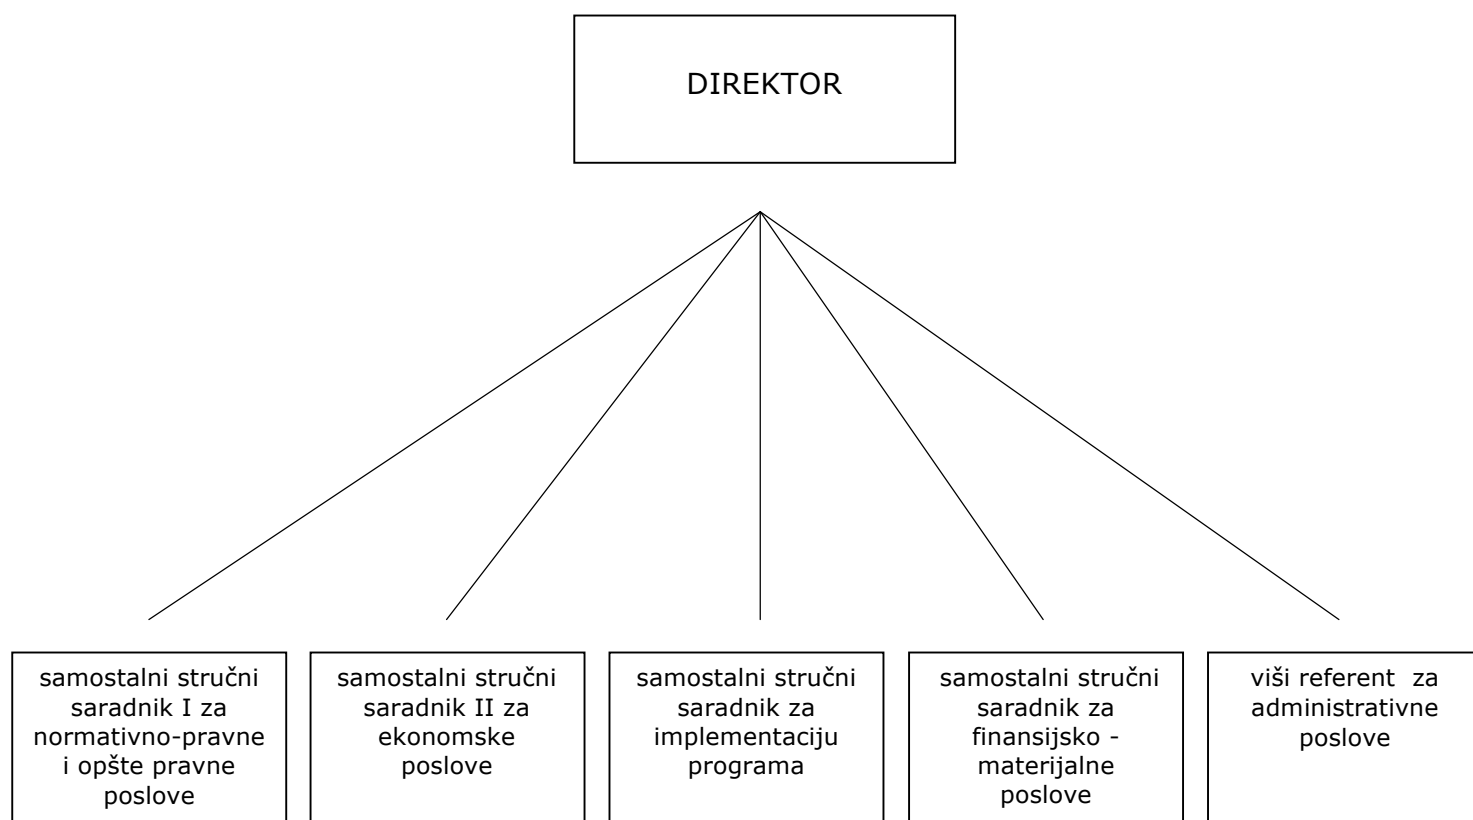 DIREKTOR
samostalni stručni
saradnik I za
normativno-pravne
i opšte pravne
poslove
samostalni stručni
saradnik II za
ekonomske
poslove
samostalni stručni
saradnik za
implementaciju
programa
samostalni stručni
saradnik za
finansijsko -
materijalne
poslove
viši referent  za
administrativne
poslove